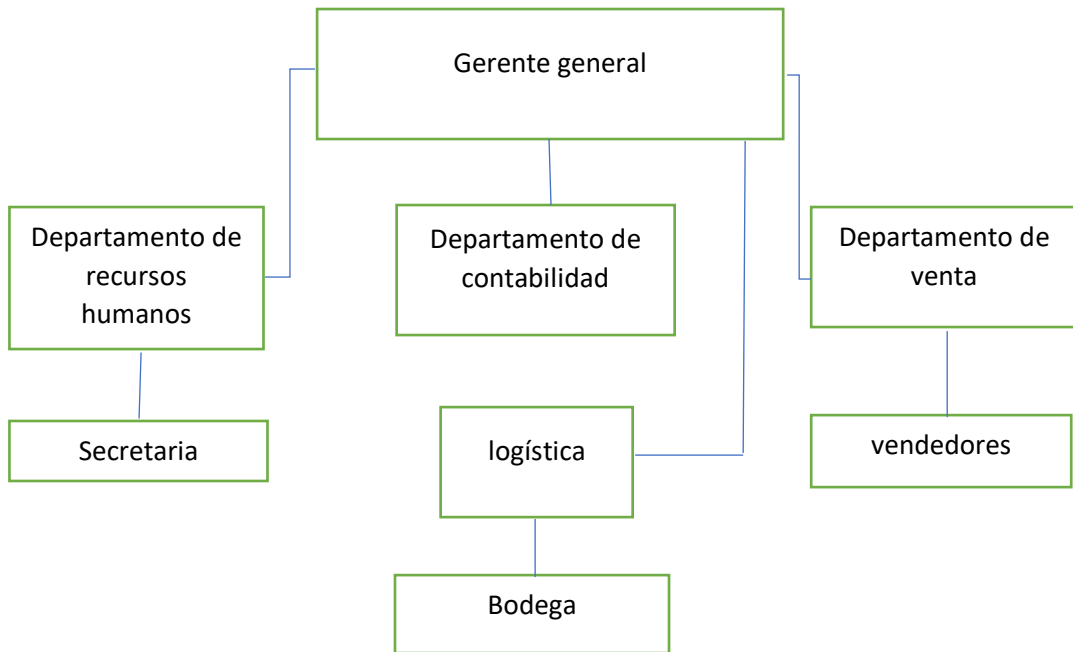 Gerente general
Departamento de
recursos
humanos
Departamento de
contabilidad
Departamento de
venta
Secretaria
logística
vendedores
Bodega